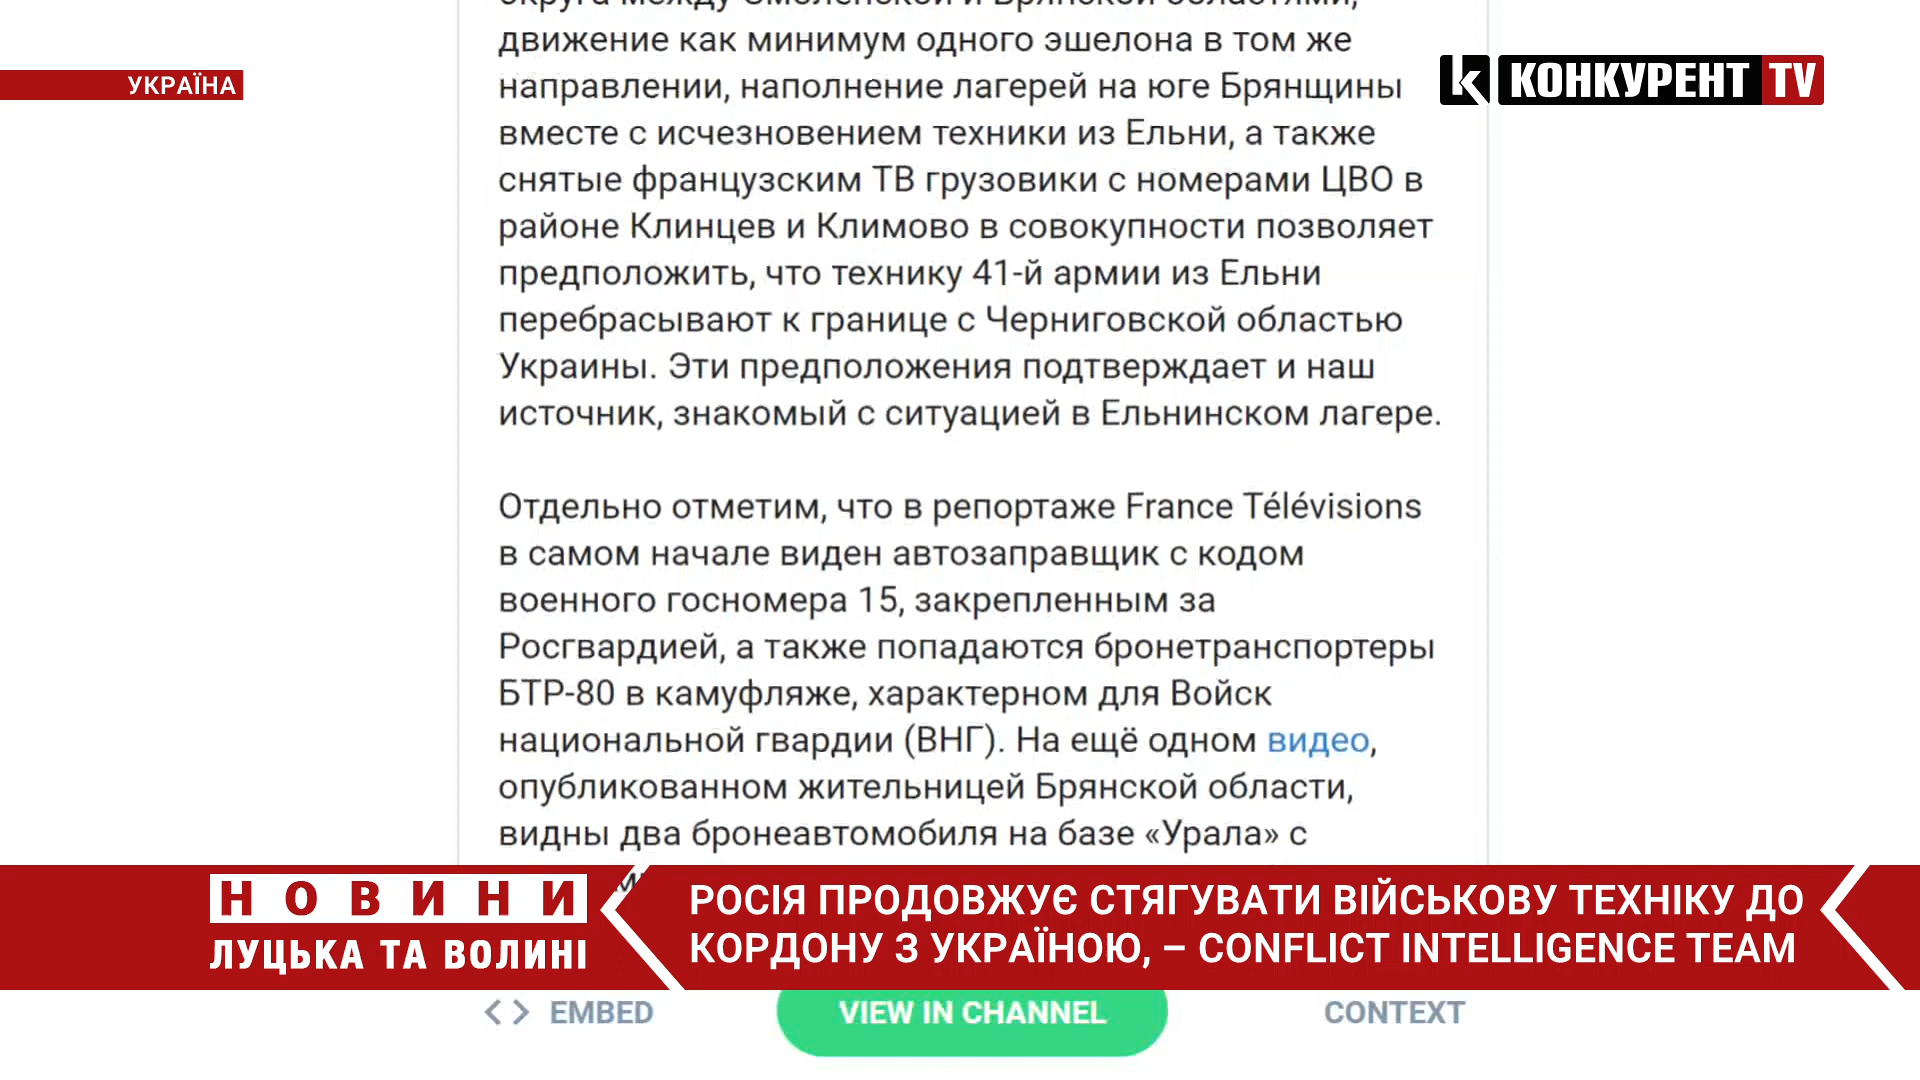 округа между Смоленской и Брянской областями,
движение как минимум одного эшелона в том же
направлении, наполнение лагерей на юге Брянщины
вместе с исчезновением техники из Ельни, а также
снятые французским ТВ грузовики с номерами ЦВО в
районе Клинцев и Климово в совокупности позволяет
предположить, что технику 41-й армии из Ельни
перебрасывают к границе с Черниговской областью
Украины. Эти предположения подтверждает и наш
источник, знакомый с ситуацией в Ельнинском лагере.
Отдельно отметим, что в репортаже France Télévisions
в самом начале виден автозаправщик с кодом
военного госномера 15, закрепленным за
Росгвардией, а также попадаются бронетранспортеры
БТР-80 в камуфляже, характерном для Войск
национальной гвардии (ВНГ). На ещё одном видео,
опубликованном жительницей Брянской области,
видны два бронеавтомобиля на базе «Урала» с
УКРАЇНА
КОНКУРЕНТ TV
НОВИНИ
ЛУЦЬКА ТА ВОЛИНІ
РОСІЯ ПРОДОВЖУЄ СТЯГУВАТИ ВІЙСЬКОВУ ТЕХНІКУ ДО
КОРДОНУ З УКРАЇНОЮ, – CONFLICT INTELLIGENCE TEAM
<> EMBED
VIEW IN CHANNEL
CONTEXT